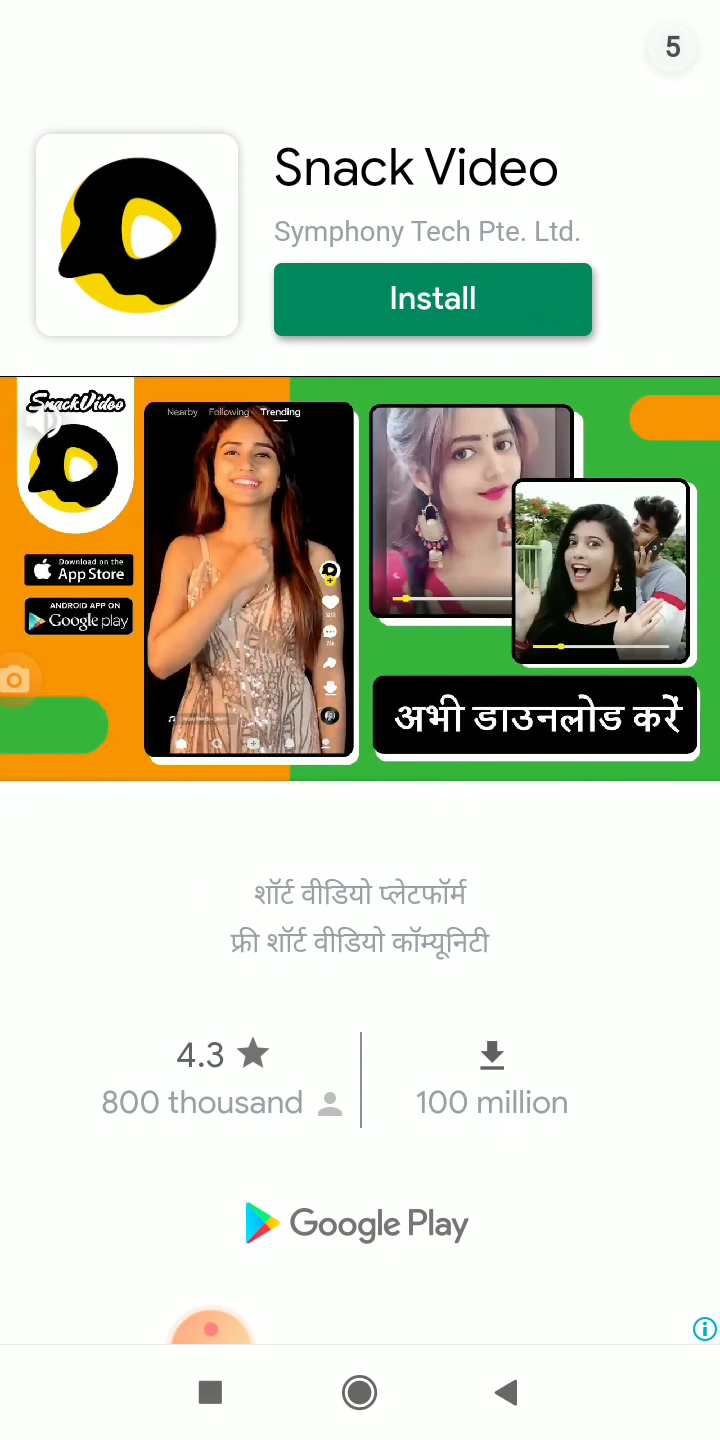 5
Snack Video
Symphony Tech Pte. Ltd.
Install
SnackVideo
Download on the
App Store
ANDROID APP ON
Google play
Nearby Following Trending
अभी डाउनलोड करें
शॉर्ट वीडियो प्लेटफॉर्म
फ्री शॉर्ट वीडियो कॉम्यूनिटी
4.3
800 thousand
100 million
Google Play